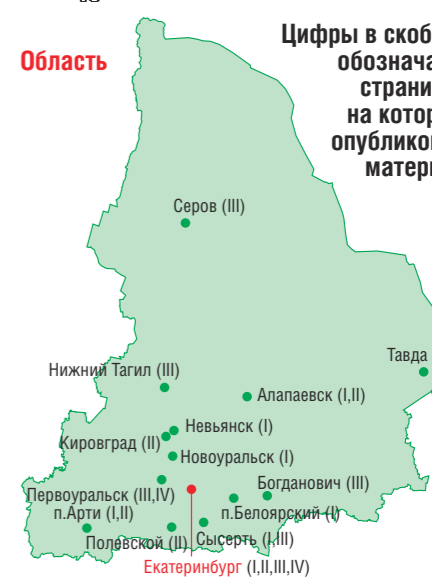 Область
Цифры в скоб
обознача
страни
на котор
опубликов
матери
Серов (III)
Тавда
Нижний Тагил (III)
Алапаевск (I,II)
Невьянск (I)
Кировград (II)
Новоуральск (I)
Богданович (III)
Первоуральск (III,IV)
п.Арти (I,II)
п.Белоярский (I)
Полевской (II)
Сысерть (I,III)
Екатеринбург (I,II,III,IV)